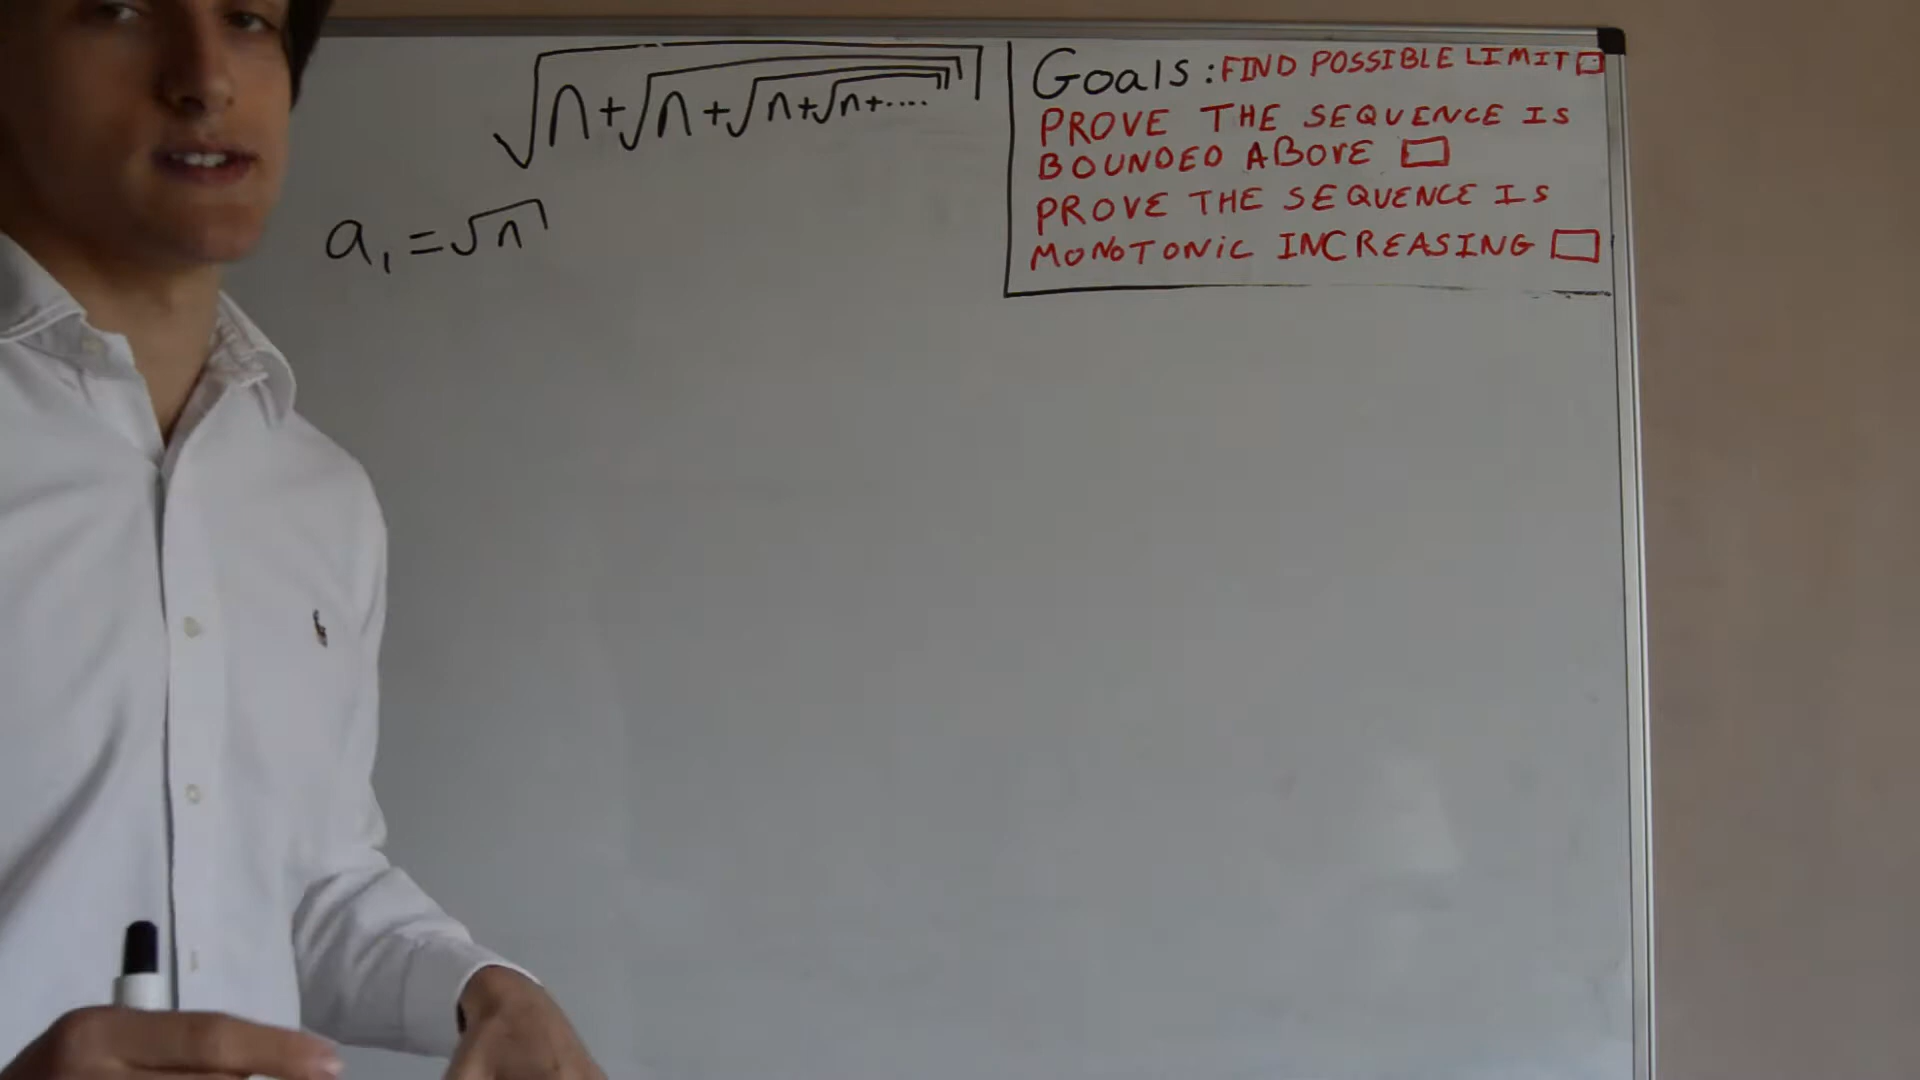 √(n+√(n+√(n+√(n+....
a₁=√n
Goals: FIND POSSIBLE LIMIT □
PROVE THE SEQUENCE IS
BOUNDED ABOVE □
PROVE THE SEQUENCE IS
MONOTONIC INCREASING □